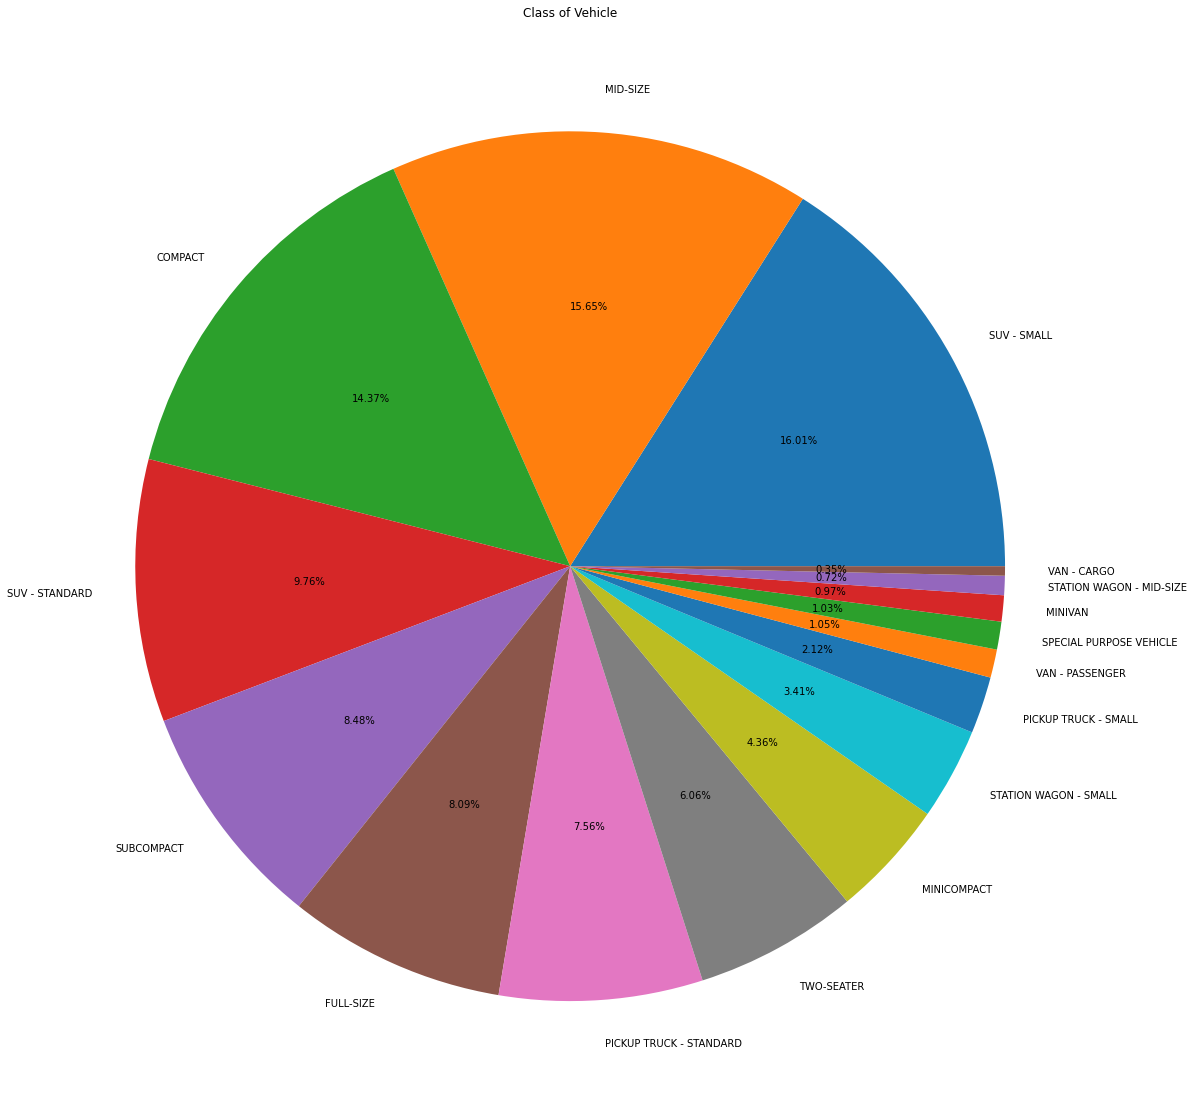 Class of Vehicle
MID-SIZE
COMPACT
SUV - SMALL
15.65%
14.37%
16.01%
SUV - STANDARD
9.76%
0.35%
VAN - CARGO
0.72%
STATION WAGON - MID-SIZE
0.97%
MINIVAN
1.03%
SPECIAL PURPOSE VEHICLE
1.05%
VAN - PASSENGER
2.12%
PICKUP TRUCK - SMALL
3.41%
STATION WAGON - SMALL
8.48%
4.36%
6.06%
8.09%
7.56%
SUBCOMPACT
MINICOMPACT
TWO-SEATER
FULL-SIZE
PICKUP TRUCK - STANDARD